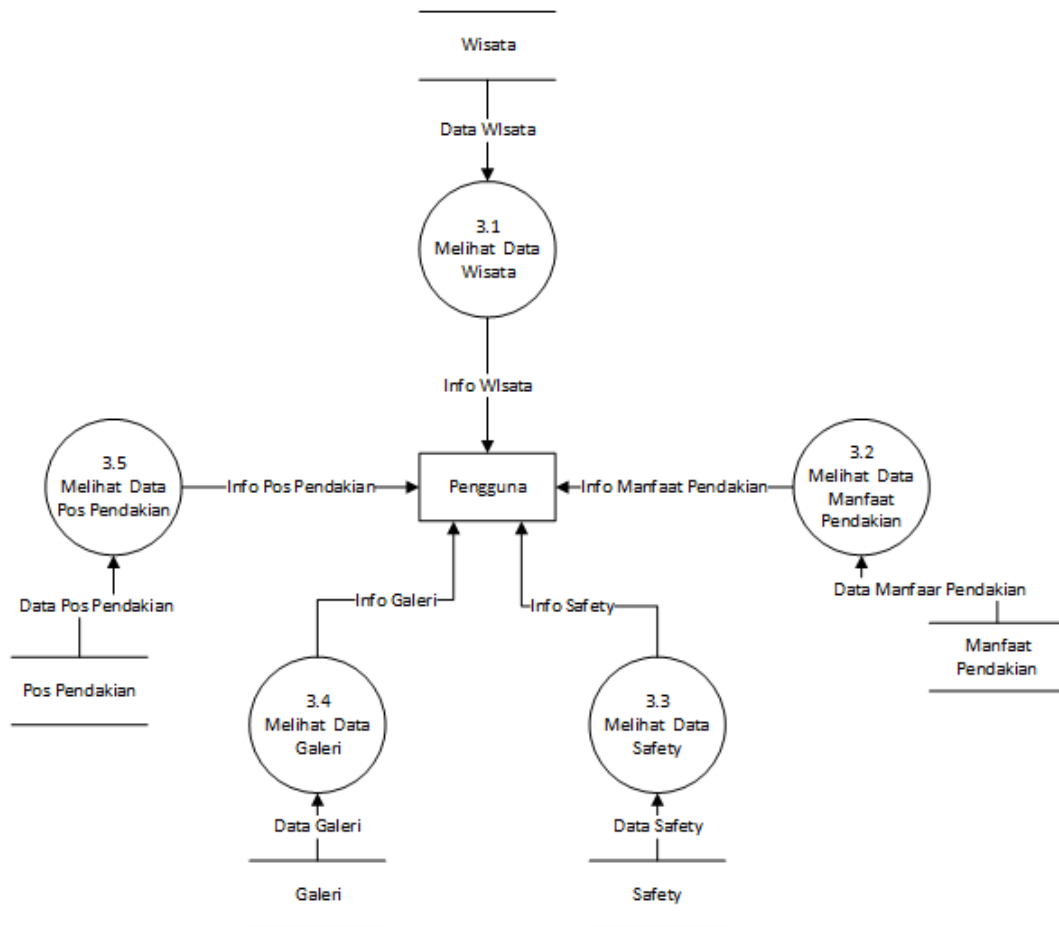 Wisata
Data WIsata
3.1
Melihat Data
Wisata
Info WIsata
3.5
Melihat Data
Pos Pendakian
Info Pos Pendakian
Pengguna
Info Manfaat Pendakian
3.2
Melihat Data
Manfaat
Pendakian
Data Pos Pendakian
Info Galeri
Info Safety
Data Manfaar Pendakian
Pos Pendakian
Manfaat
Pendakian
3.4
Melihat Data
Galeri
3.3
Melihat Data
Safety
Data Galeri
Data Safety
Galeri
Safety